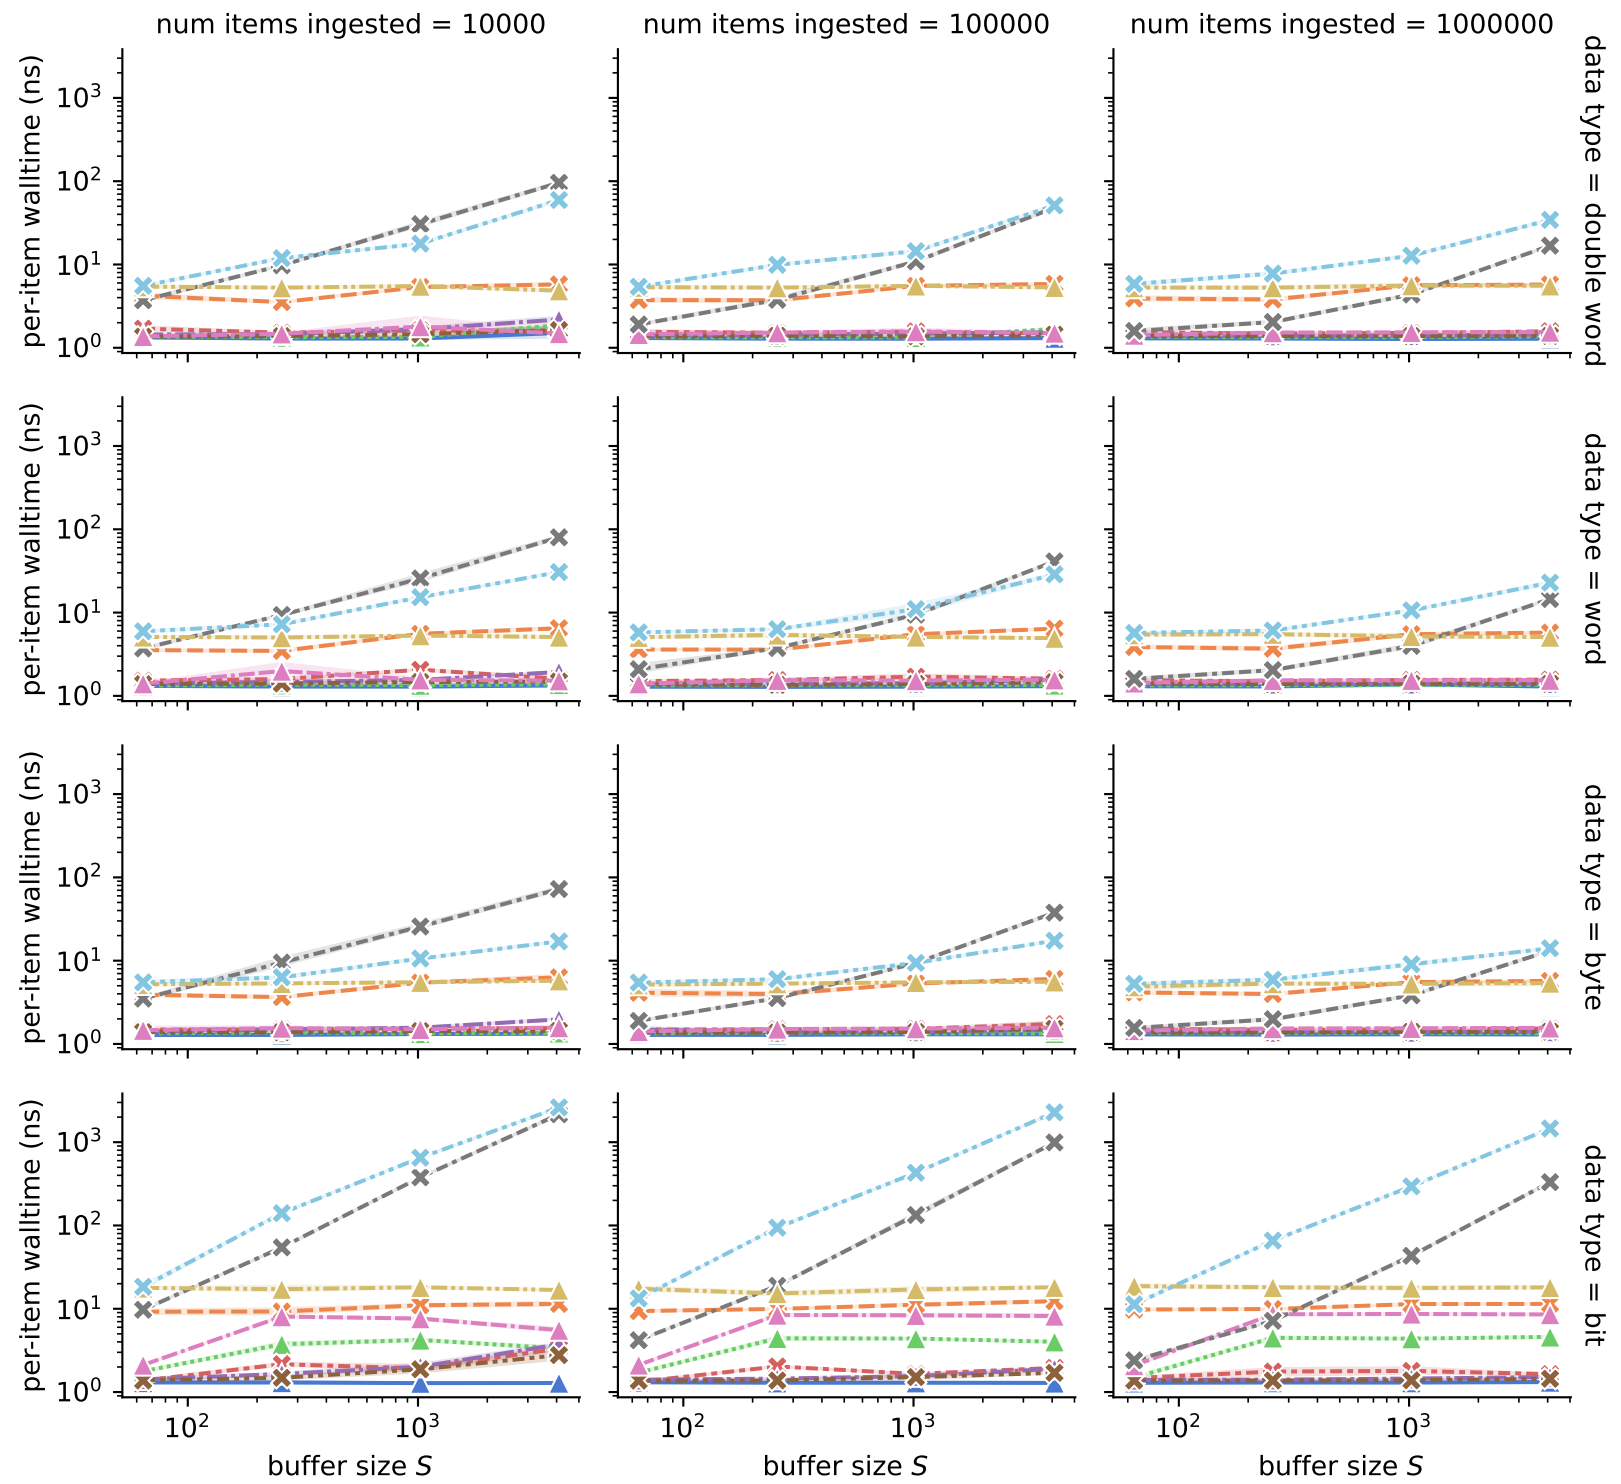 num items ingested = 10000
num items ingested = 100000
num items ingested = 1000000
per-item walltime (ns)
10³
10²
10¹
10⁰
data type = double word
per-item walltime (ns)
10³
10²
10¹
10⁰
data type = word
per-item walltime (ns)
10³
10²
10¹
10⁰
data type = byte
per-item walltime (ns)
10³
10²
10¹
10⁰
data type = bit
10²
10³
10²
10³
10²
10³
buffer size S
buffer size S
buffer size S